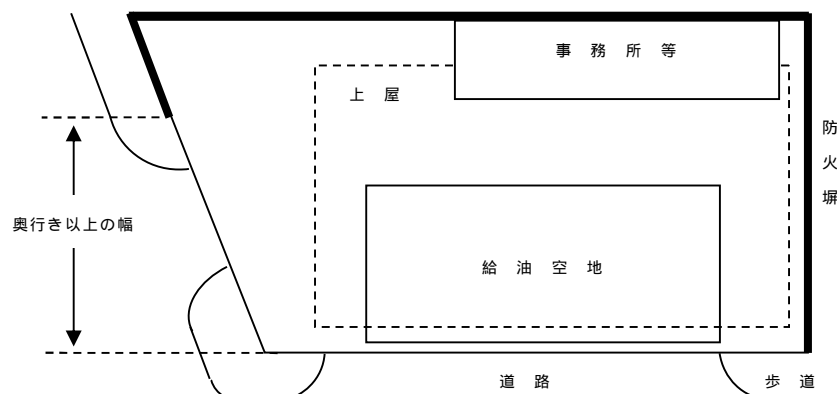 事務所等
上屋
防火塀
奥行き以上の幅
給油空地
道路
歩道